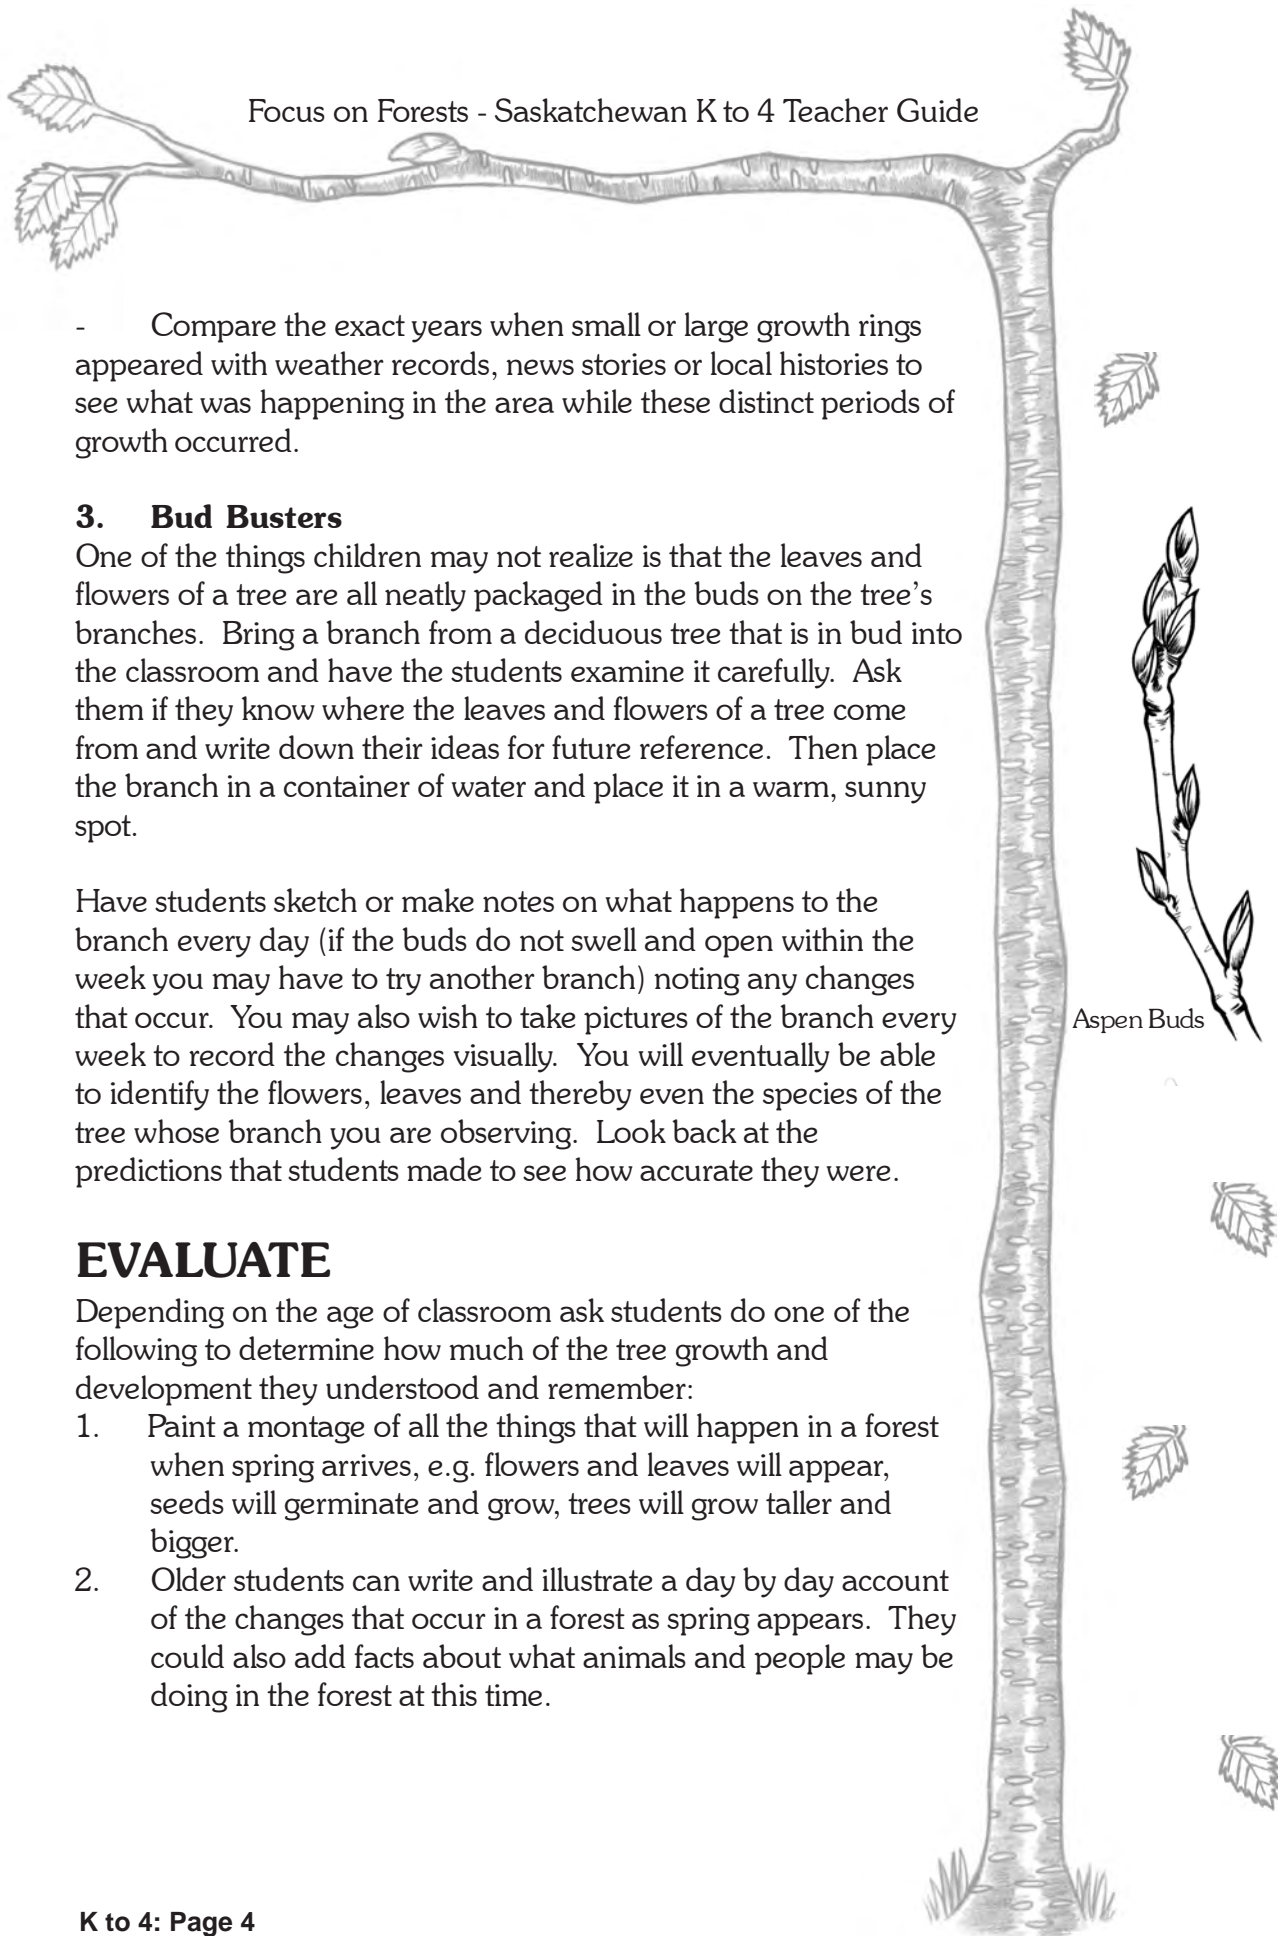 Focus on Forests - Saskatchewan K to 4 Teacher Guide
- Compare the exact years when small or large growth rings
appeared with weather records, news stories or local histories to
see what was happening in the area while these distinct periods of
growth occurred.
3. Bud Busters
One of the things children may not realize is that the leaves and
flowers of a tree are all neatly packaged in the buds on the tree’s
branches.  Bring a branch from a deciduous tree that is in bud into
the classroom and have the students examine it carefully.  Ask
them if they know where the leaves and flowers of a tree come
from and write down their ideas for future reference.  Then place
the branch in a container of water and place it in a warm, sunny
spot.
Have students sketch or make notes on what happens to the
branch every day (if the buds do not swell and open within the
week you may have to try another branch) noting any changes
that occur.  You may also wish to take pictures of the branch every
week to record the changes visually.  You will eventually be able
to identify the flowers, leaves and thereby even the species of the
tree whose branch you are observing.  Look back at the
predictions that students made to see how accurate they were.
Aspen Buds
EVALUATE
Depending on the age of classroom ask students do one of the
following to determine how much of the tree growth and
development they understood and remember:
1. Paint a montage of all the things that will happen in a forest
when spring arrives, e.g. flowers and leaves will appear,
seeds will germinate and grow, trees will grow taller and
bigger.
2. Older students can write and illustrate a day by day account
of the changes that occur in a forest as spring appears.  They
could also add facts about what animals and people may be
doing in the forest at this time.
K to 4: Page 4